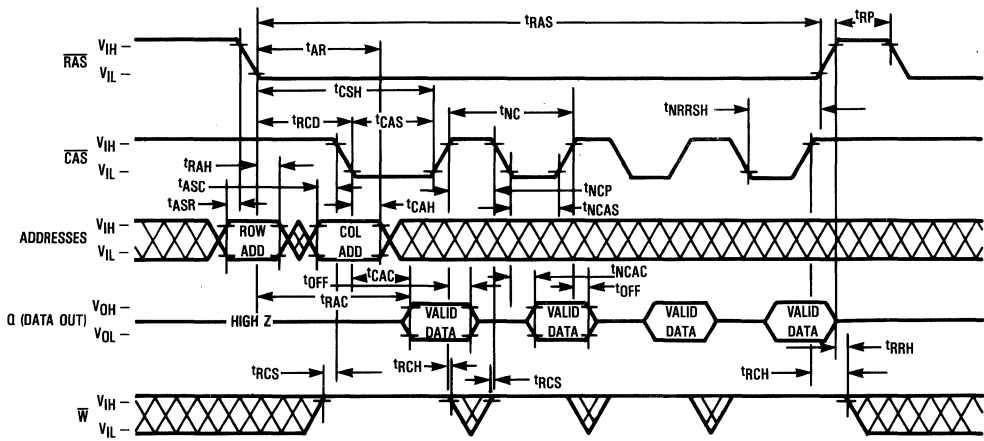 tRAS
tRP
RAS
VIH
VIL
tAR
tCSH
tRCD
tCAS
tNC
tNRRSH
CAS
VIH
VIL
tRAH
tASC
tASR
tCAH
tNCP
tNCAS
ADDRESSES
VIH
VIL
ROW
ADD
COL
ADD
tCAC
tNCAC
tOFF
tOFF
tRAC
Q (DATA OUT)
VOH
VOL
HIGH Z
VALID
DATA
VALID
DATA
VALID
DATA
VALID
DATA
tRRH
tRCS
tRCH
tRCS
tRCH
W
VIH
VIL